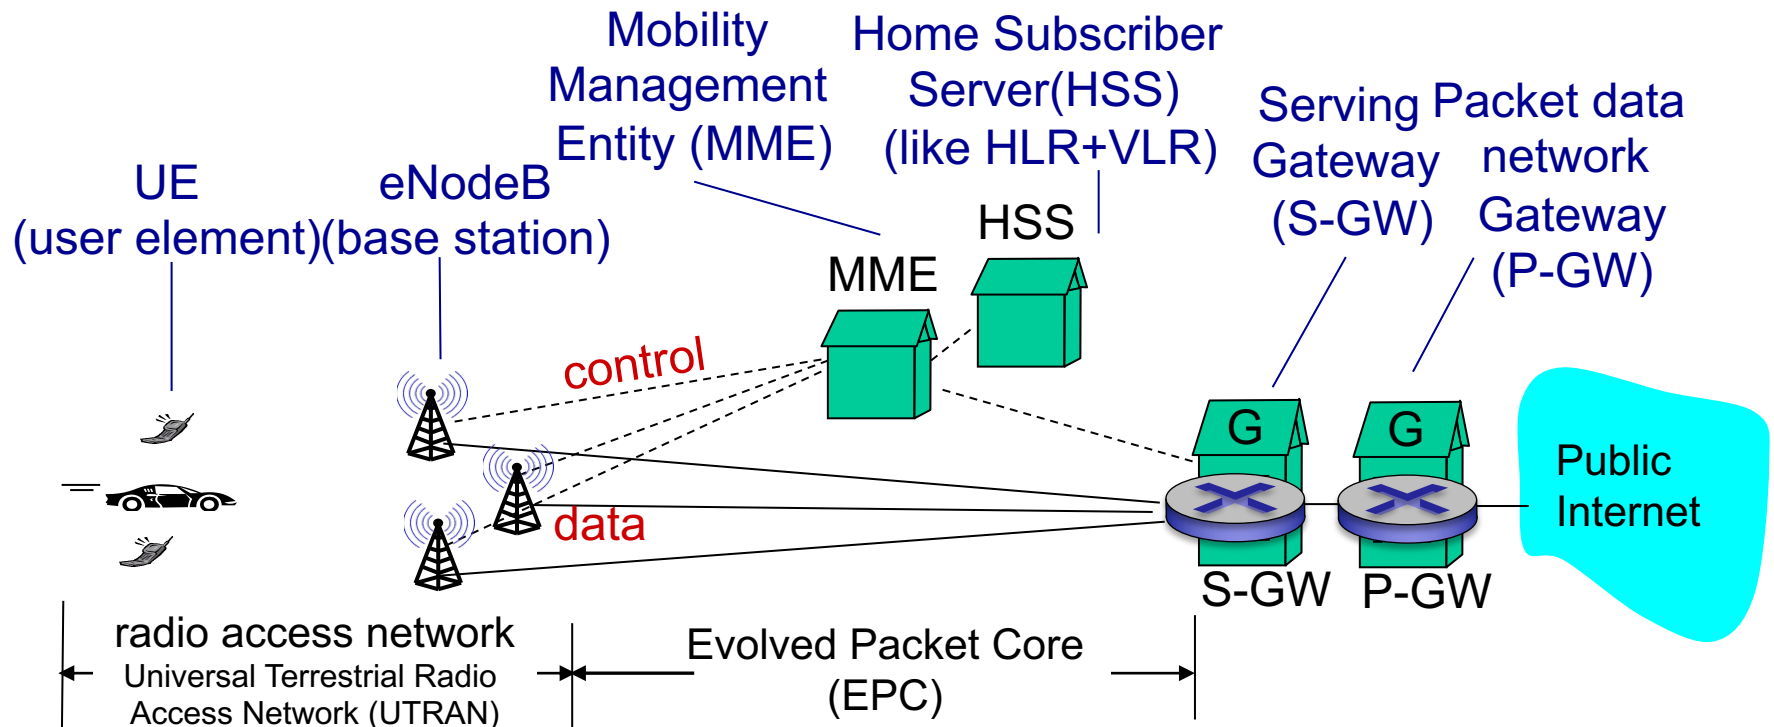 Mobility
Management
Entity (MME)
Home Subscriber
Server(HSS)
(like HLR+VLR)
Serving
Gateway
(S-GW)
Packet data
network
Gateway
(P-GW)
UE
(user element)
eNodeB
(base station)
HSS
MME
control
data
G
G
Public
Internet
S-GW
P-GW
radio access network
Universal Terrestrial Radio
Access Network (UTRAN)
Evolved Packet Core
(EPC)